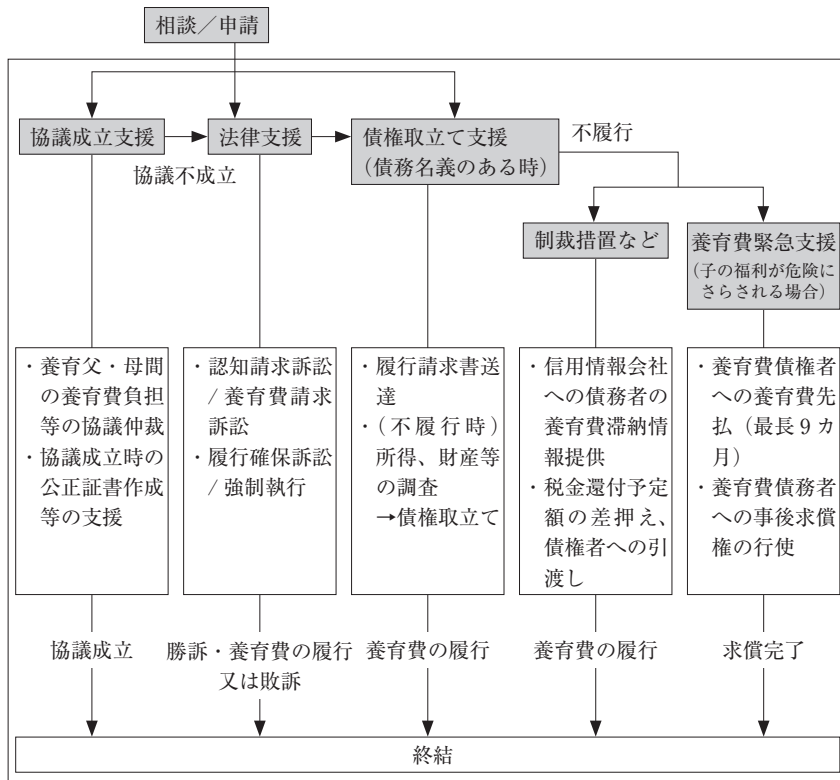 相談／申請
協議成立支援
法律支援
債権取立て支援
（債務名義のある時）
不履行
協議不成立
制裁措置など
養育費緊急支援
（子の福利が危険に
さらされる場合）
・養育父・母間
の養育費負担
等の協議仲裁
・協議成立時の
公正証書作成
等の支援
・認知請求訴訟
/ 養育費請求
訴訟
・履行確保訴訟
/ 強制執行
・履行請求書送
達
・（不履行時）
所得、財産等
の調査
→債権取立て
・信用情報会社
への債務者の
養育費滞納情
報提供
・税金還付予定
額の差押え、
債権者への引
渡し
・養育費債権者
への養育費先
払（最長９カ
月）
・養育費債務者
への事後求償
権の行使
協議成立
勝訴・養育費の履行
又は敗訴
養育費の履行
養育費の履行
求償完了
終結